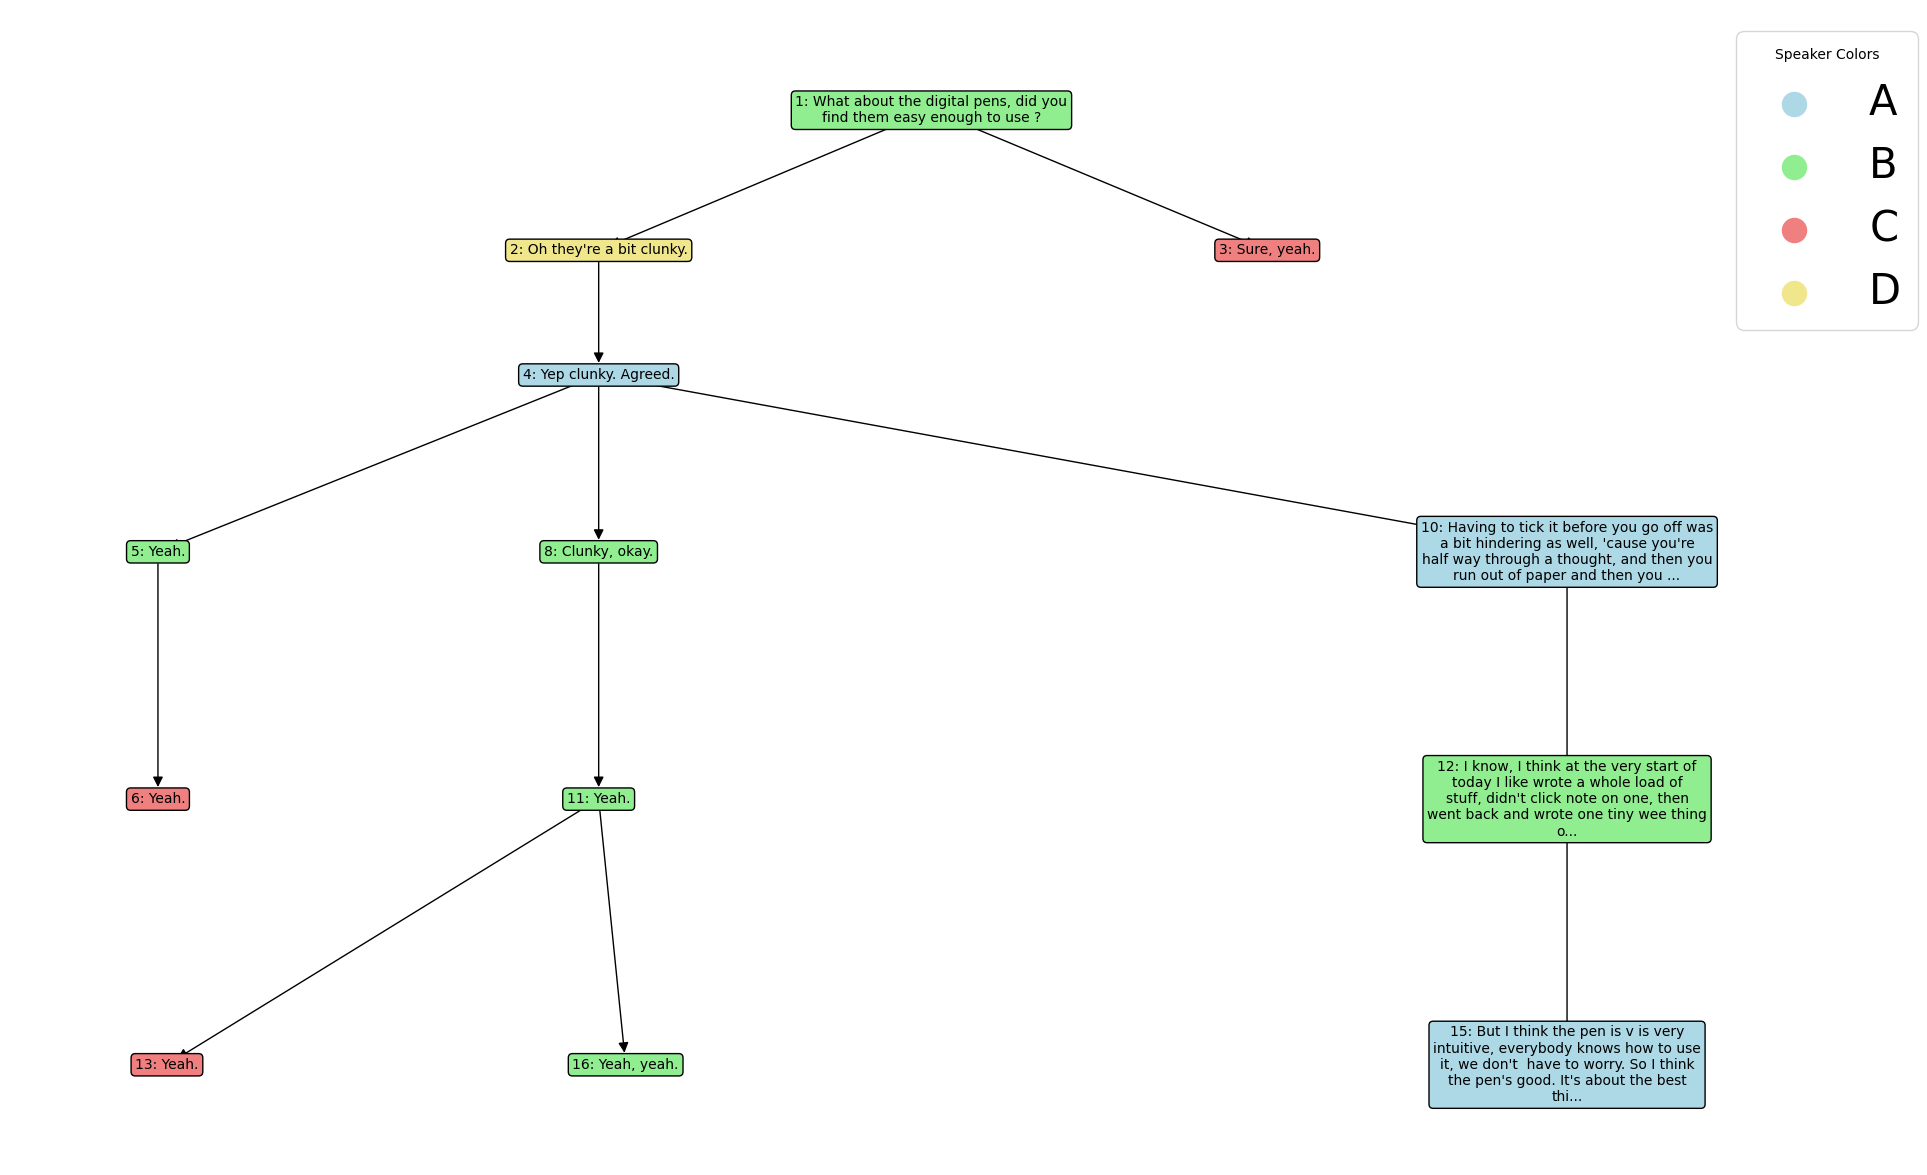 Speaker Colors
A
B
C
D
1: What about the digital pens, did you
find them easy enough to use ?
2: Oh they're a bit clunky.
3: Sure, yeah.
4: Yep clunky. Agreed.
5: Yeah.
8: Clunky, okay.
10: Having to tick it before you go off was
a bit hindering as well, 'cause you're
half way through a thought, and then you
run out of paper and then you ...
6: Yeah.
11: Yeah.
12: I know, I think at the very start of
today I like wrote a whole load of
stuff, didn't click note on one, then
went back and wrote one tiny wee thing
o...
13: Yeah.
16: Yeah, yeah.
15: But I think the pen is v is very
intuitive, everybody knows how to use
it, we don't  have to worry. So I think
the pen's good. It's about the best
thi...